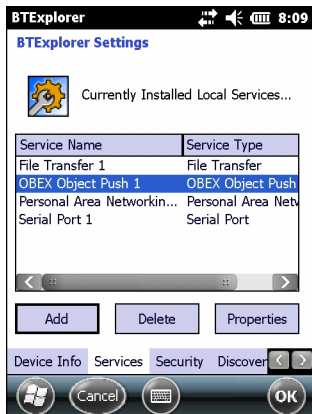 BTExplorer 8:09
BTExplorer Settings
Currently Installed Local Services...
Service Name Service Type
File Transfer 1 File Transfer
OBEX Object Push 1 OBEX Object Push
Personal Area Networkin... Personal Area Netw
Serial Port 1 Serial Port
Add Delete Properties
Device Info Services Security Discover
Cancel OK